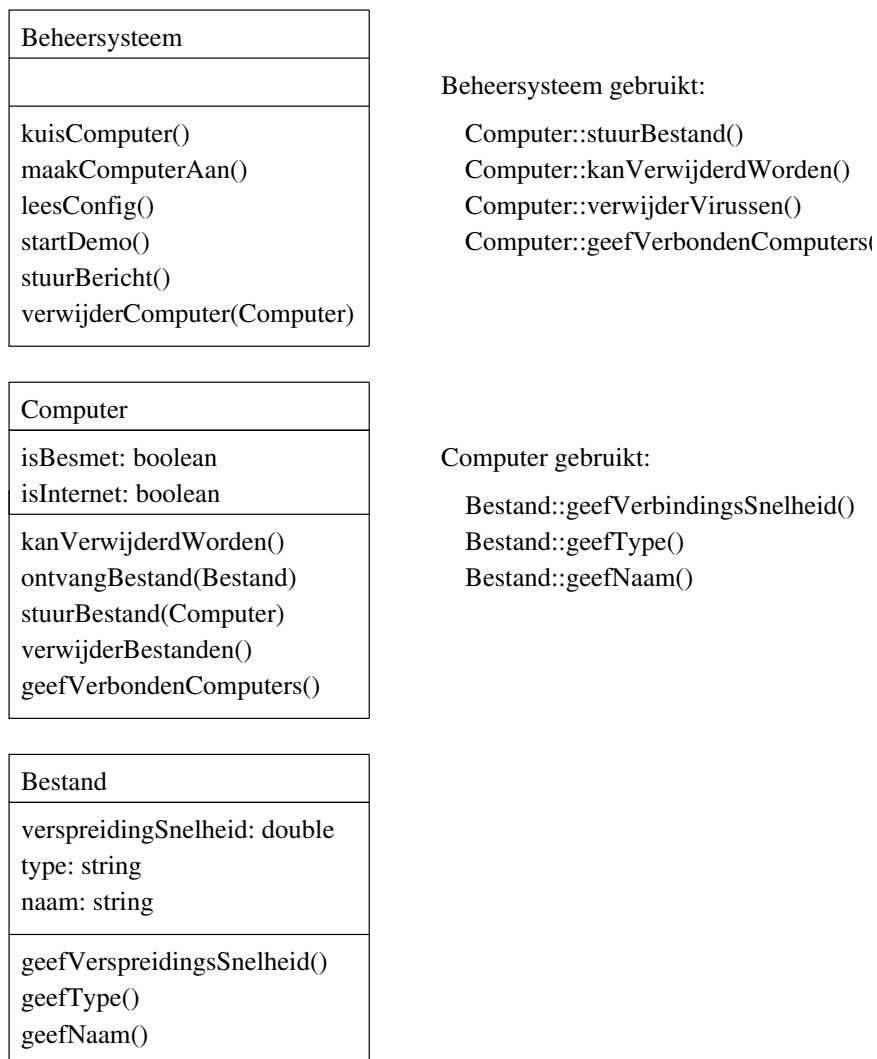 Beheersysteem
kuisComputer()
maakComputerAan()
leesConfig()
startDemo()
stuurBericht()
verwijderComputer(Computer)
Beheersysteem gebruikt:
Computer::stuurBestand()
Computer::kanVerwijderdWorden()
Computer::verwijderVirussen()
Computer::geefVerbondenComputers(
Computer
isBesmet: boolean
isInternet: boolean
kanVerwijderdWorden()
ontvangBestand(Bestand)
stuurBestand(Computer)
verwijderBestanden()
geefVerbondenComputers()
Computer gebruikt:
Bestand::geefVerbindingsSnelheid()
Bestand::geefType()
Bestand::geefNaam()
Bestand
verspreidingSnelheid: double
type: string
naam: string
geefVerspreidingsSnelheid()
geefType()
geefNaam()